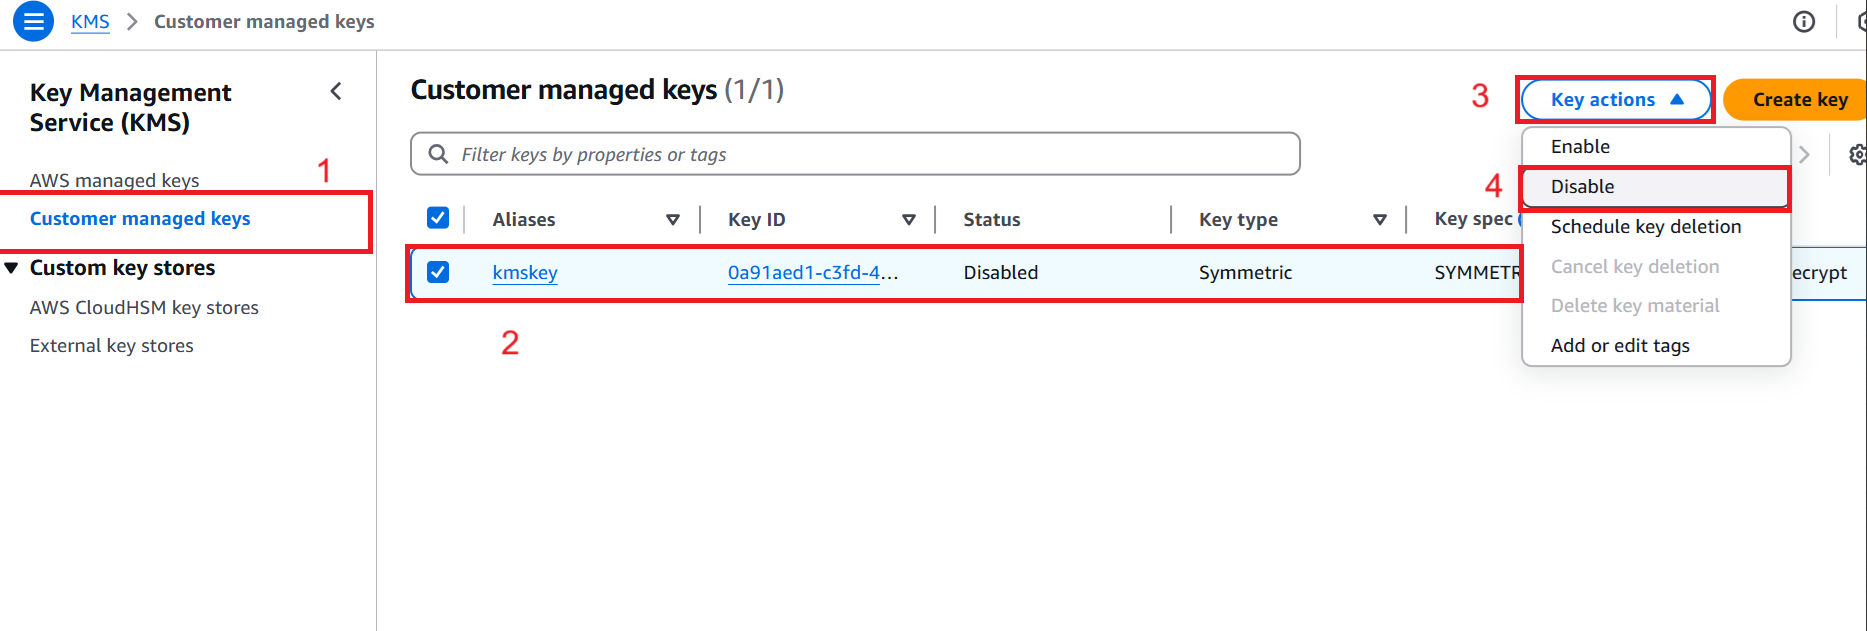 KMS > Customer managed keys
Key Management
Service (KMS)
1
AWS managed keys
Customer managed keys
Custom key stores
AWS CloudHSM key stores
External key stores
Customer managed keys (1/1)
3
Key actions
Create key
Filter keys by properties or tags
Enable
4
Disable
Schedule key deletion
Cancel key deletion
Delete key material
Add or edit tags
Aliases Key ID Status Key type Key spec
kmskey 0a91aed1-c3fd-4... Disabled Symmetric SYMMETR ecrypt
2